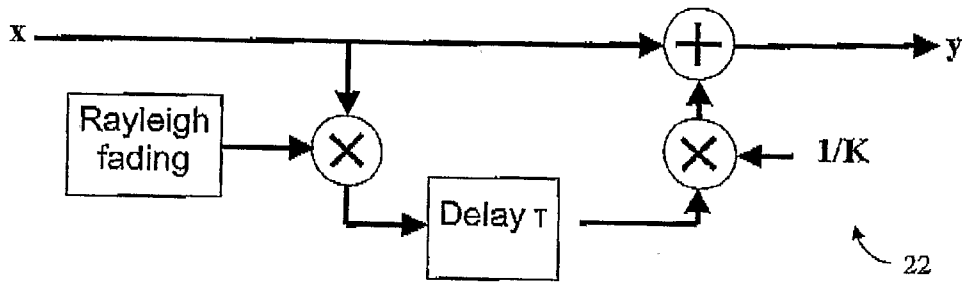 x
y
Rayleigh
fading
1/K
Delay τ
22